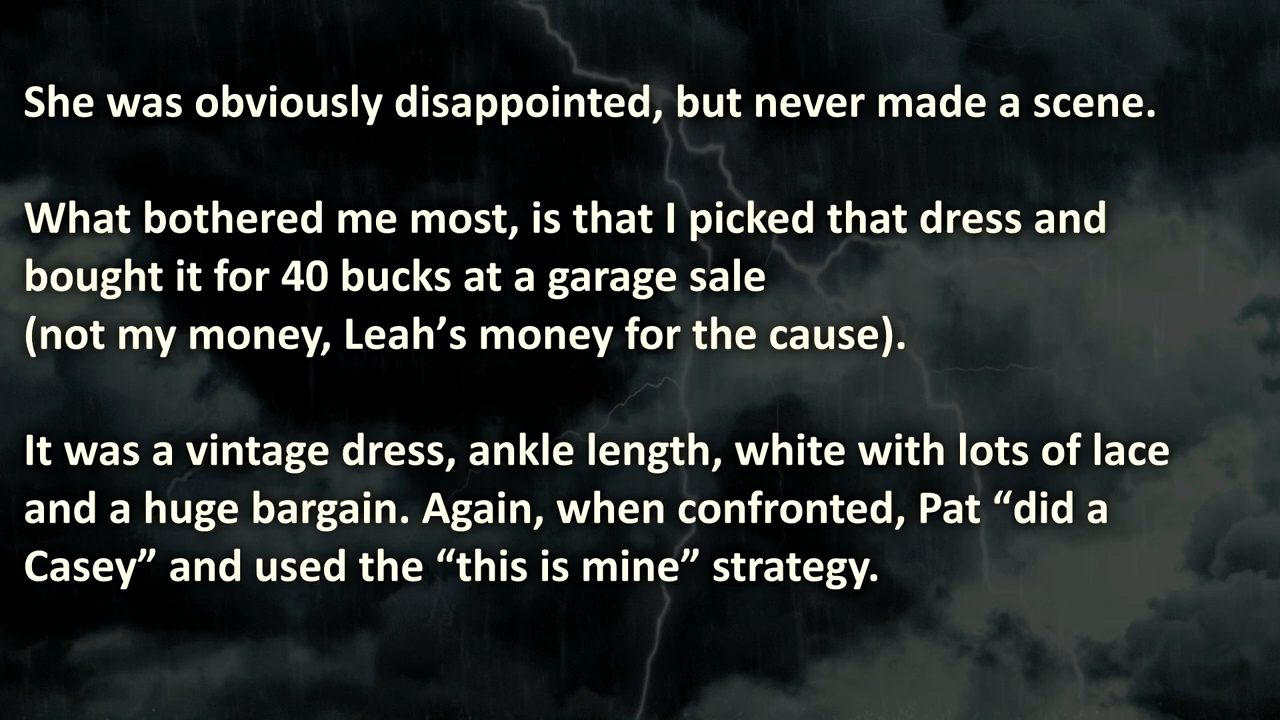 She was obviously disappointed, but never made a scene.
What bothered me most, is that I picked that dress and
bought it for 40 bucks at a garage sale
(not my money, Leah’s money for the cause).
It was a vintage dress, ankle length, white with lots of lace
and a huge bargain. Again, when confronted, Pat “did a
Casey” and used the “this is mine” strategy.